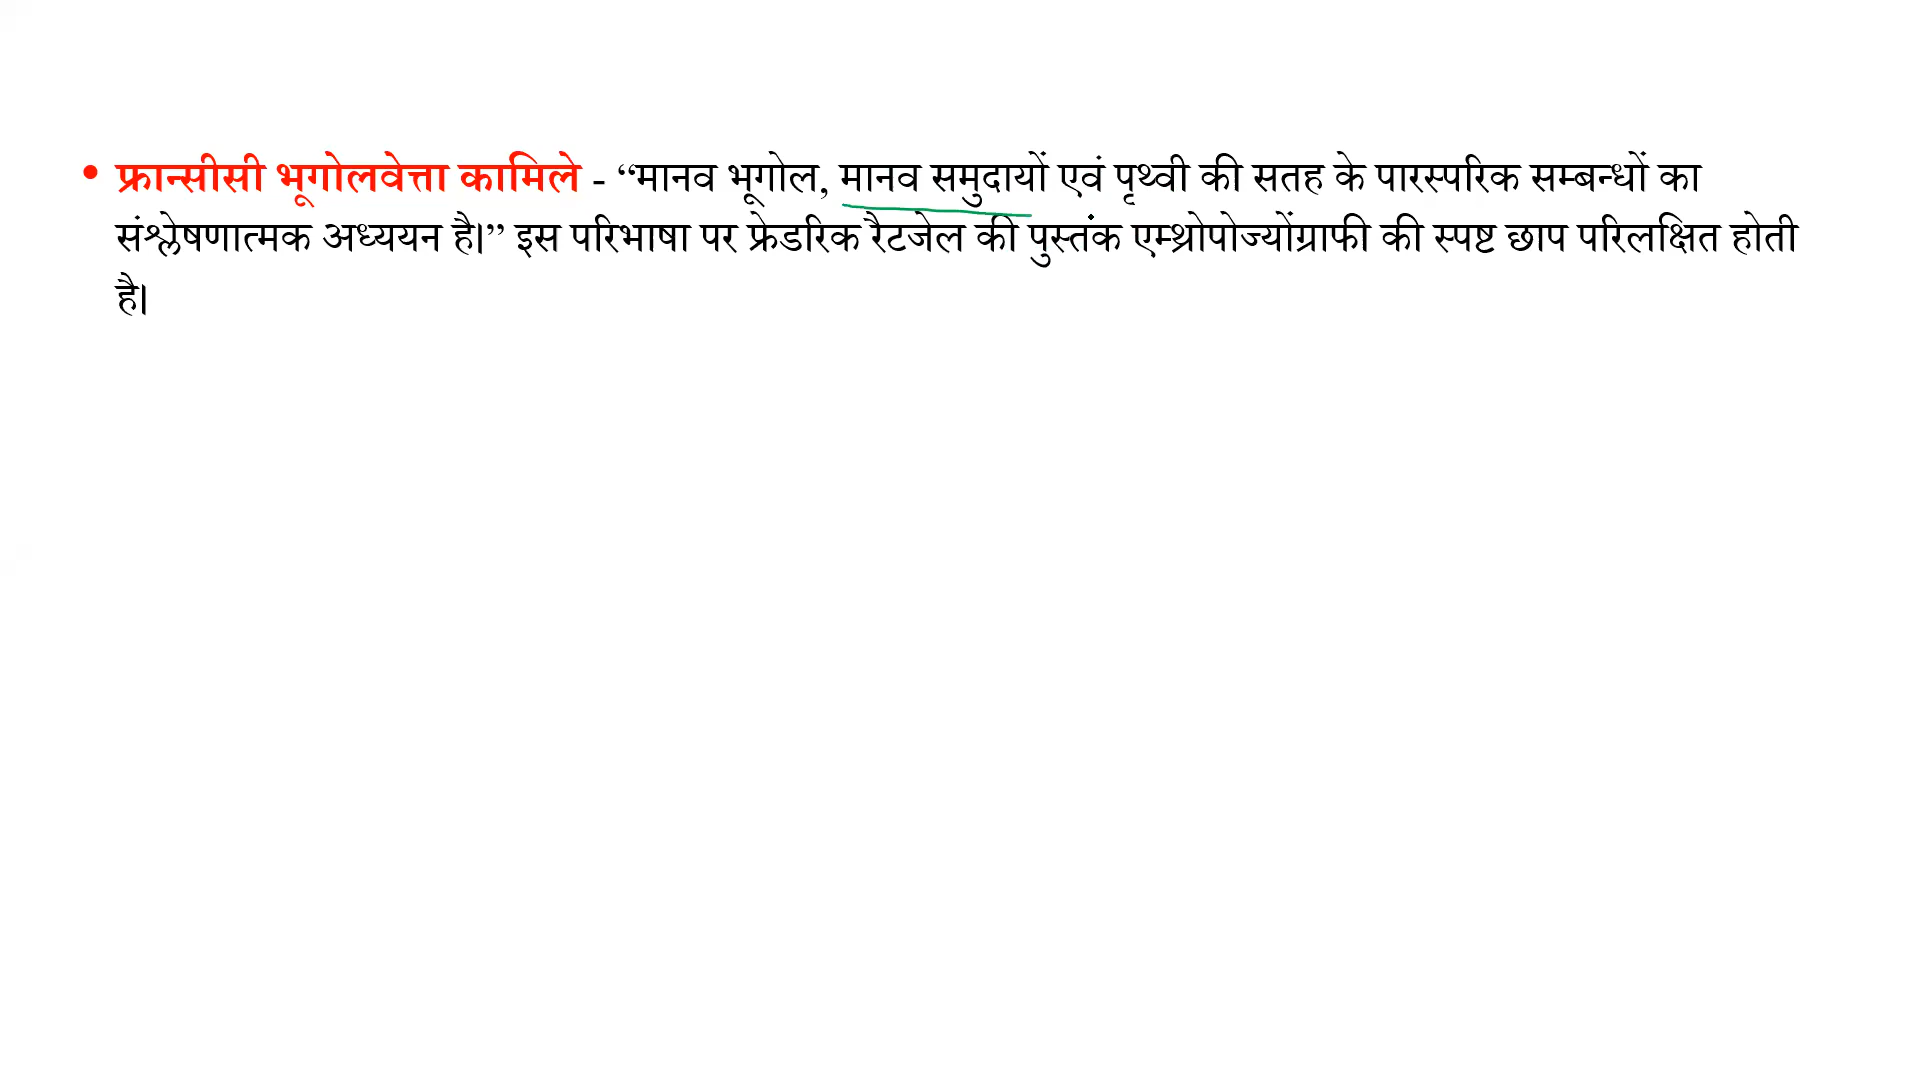 • फ्रान्सीसी भूगोलवेत्ता कामिले - “मानव भूगोल, मानव समुदायों एवं पृथ्वी की सतह के पारस्परिक सम्बन्धों का
संश्लेषणात्मक अध्ययन है।” इस परिभाषा पर फ्रेडरिक रैटजेल की पुस्तंक एम्थ्रोपोज्योंग्राफी की स्पष्ट छाप परिलक्षित होती
है।